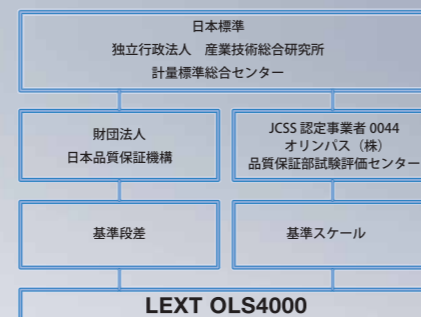 日本標準
独立行政法人　産業技術総合研究所
計量標準総合センター
財団法人
日本品質保証機構
JCSS 認定事業者 0044
オリンパス（株）
品質保証部試験評価センター
基準段差
基準スケール
LEXT OLS4000